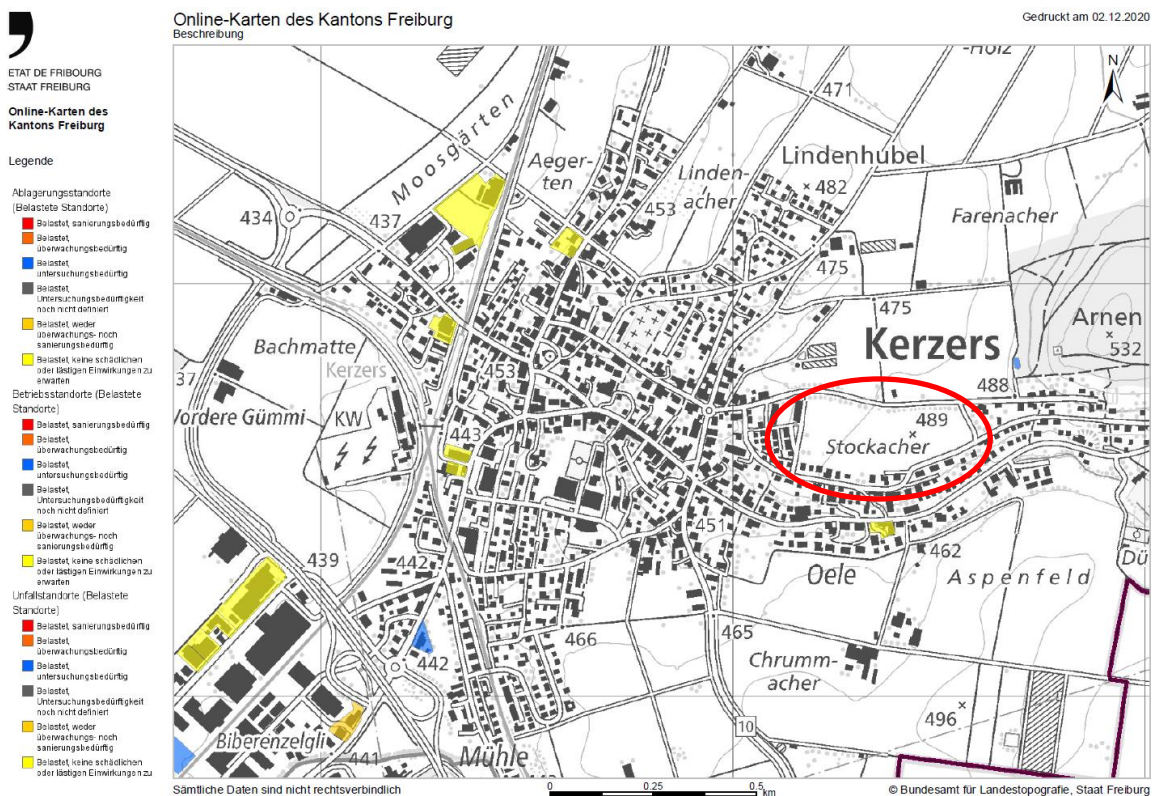 Online-Karten des Kantons Freiburg
Beschreibung
Gedruckt am 02.12.2020
ETAT DE FRIBOURG
STAAT FREIBURG
Online-Karten des
Kantons Freiburg
Legende
Ablagerungsstandorte
(Belastete Standorte)
Belastet, sanierungsbedürftig
Belastet,
überwachungsbedürftig
Belastet,
untersuchungsbedürftig
Belastet,
Untersuchungsbedürftigkeit
noch nicht definiert
Belastet, weder
überwachungs- noch
sanierungsbedürftig
Belastet, keine schädlichen
oder lästigen Einwirkungen zu
erwarten
Betriebsstandorte (Belastete
Standorte)
Belastet, sanierungsbedürftig
Belastet,
überwachungsbedürftig
Belastet,
untersuchungsbedürftig
Belastet,
Untersuchungsbedürftigkeit
noch nicht definiert
Belastet, weder
überwachungs- noch
sanierungsbedürftig
Belastet, keine schädlichen
oder lästigen Einwirkungen zu
erwarten
Unfallstandorte (Belastete
Standorte)
Belastet, sanierungsbedürftig
Belastet,
überwachungsbedürftig
Belastet,
untersuchungsbedürftig
Belastet,
Untersuchungsbedürftigkeit
noch nicht definiert
Belastet, weder
überwachungs- noch
sanierungsbedürftig
Belastet, keine schädlichen
oder lästigen Einwirkungen zu
-Holz
N
471
Moosgärten
Aeger-
ten
Linden-
acher
Lindenhubel
482
453
434
437
Farenacher
475
475
Arnen
532
Kerzers
Bachmatte
Kerzers
453
488
37
Vordere Gümmi
KW
443
489
Stockacher
451
462
439
442
Oele
Aspenfeld
Dü
466
465
442
Chrumm-
acher
496
10
Biberenzelgli
441
Mühle
Sämtliche Daten sind nicht rechtsverbindlich
0 0.25 0.5
km
© Bundesamt für Landestopografie, Staat Freiburg